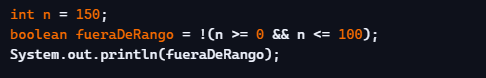 int n = 150;
boolean fueraDeRango = !(n >= 0 && n <= 100);
System.out.println(fueraDeRango);